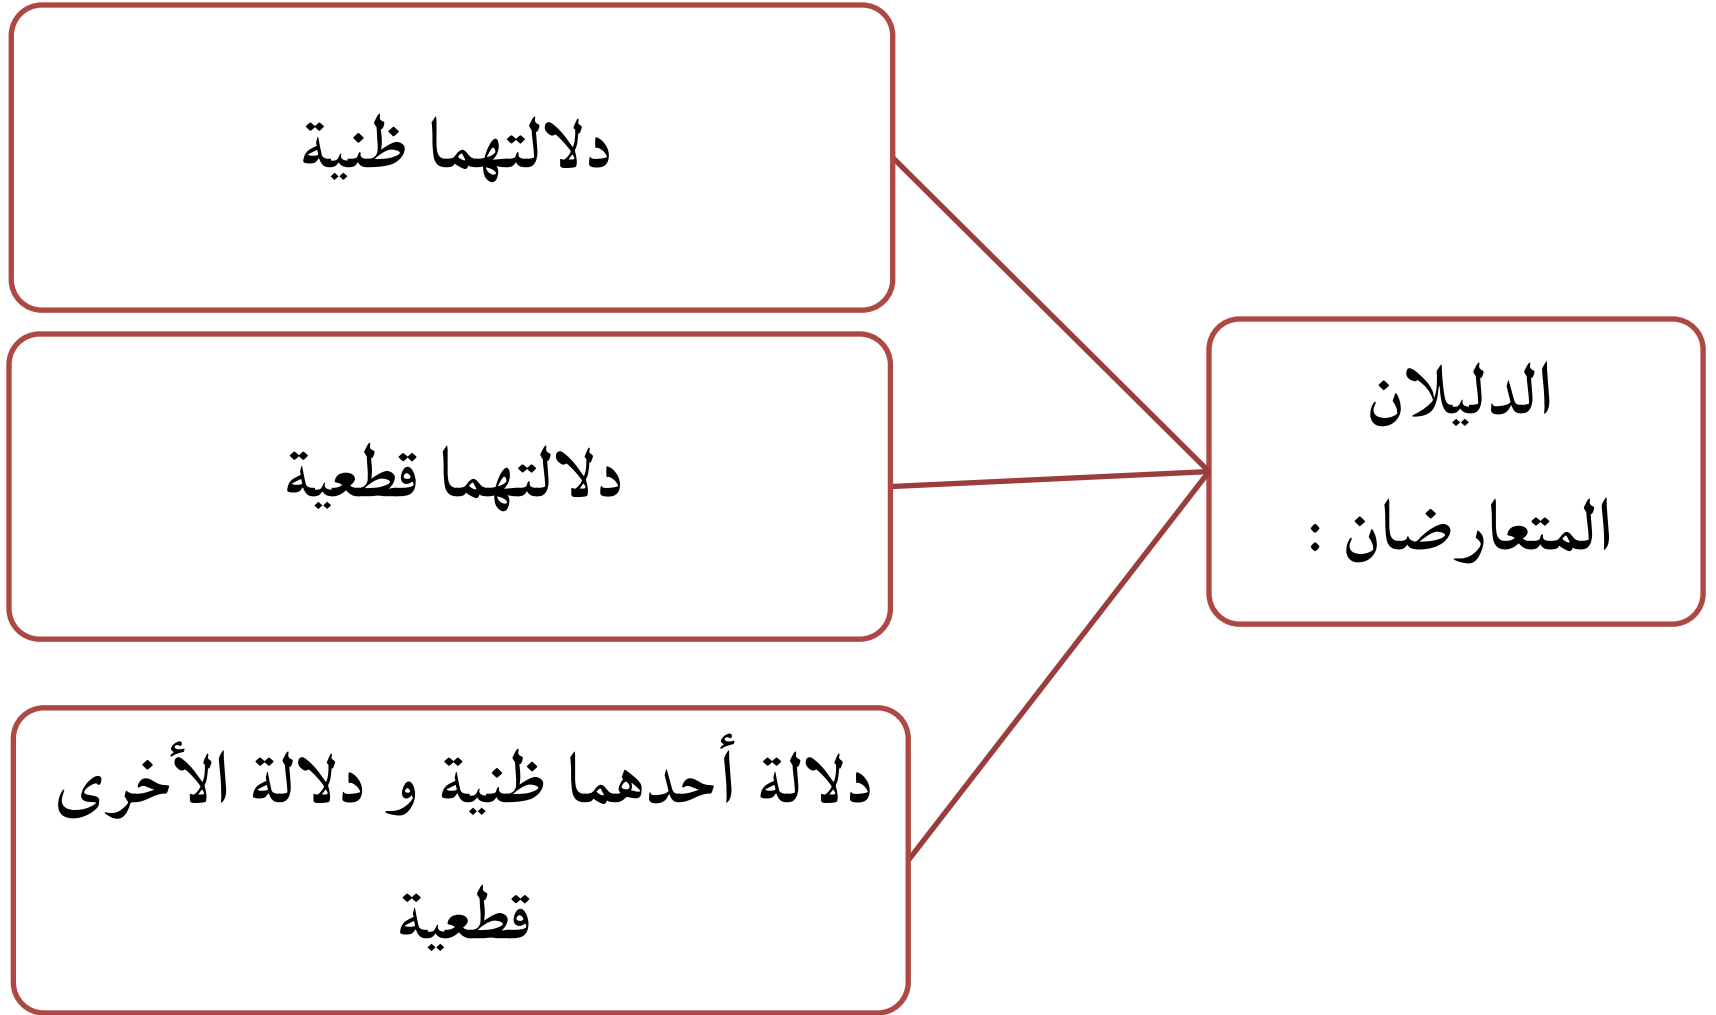 الدليلان
المتعارضان :
دلالتهما ظنية
دلالتهما قطعية
دلالة أحدهما ظنية و دلالة الأخرى
قطعية